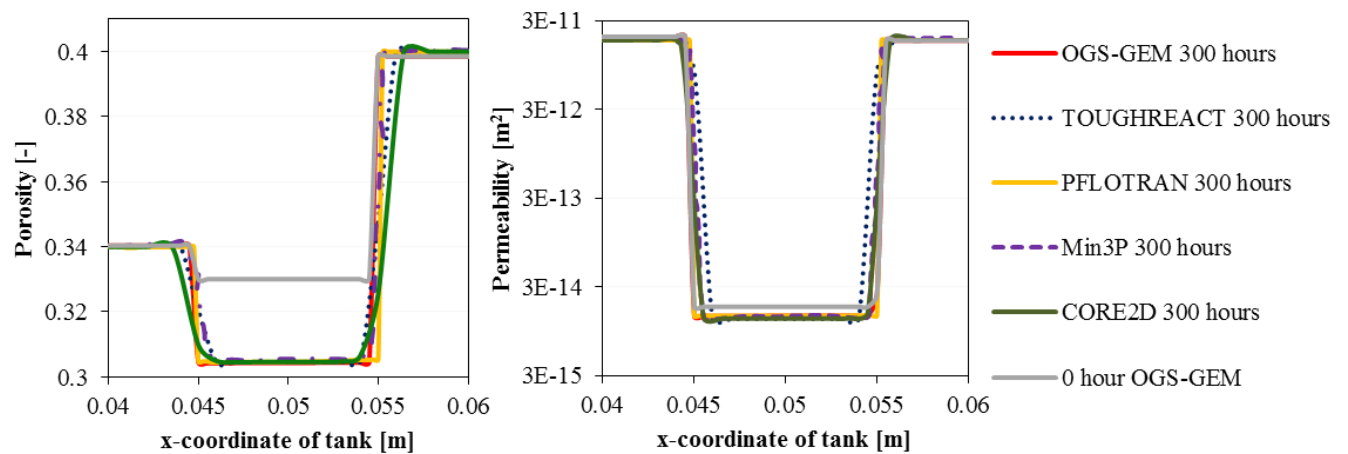 Porosity [-]
0.4
0.38
0.36
0.34
0.32
0.3
0.04
0.045
0.05
0.055
0.06
x-coordinate of tank [m]
Permeability [m²]
3E-11
3E-12
3E-13
3E-14
3E-15
0.04
0.045
0.05
0.055
0.06
x-coordinate of tank [m]
OGS-GEM 300 hours
TOUGHREACT 300 hours
PFLOTRAN 300 hours
Min3P 300 hours
CORE2D 300 hours
0 hour OGS-GEM